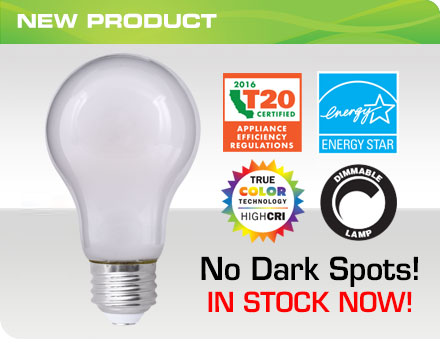 NEW PRODUCT
2016
T20
CERTIFIED
APPLIANCE
EFFICIENCY
REGULATIONS
energy
ENERGY STAR
TRUE
COLOR
TECHNOLOGY
HIGHCRI
DIMMABLE
LAMP
No Dark Spots!
IN STOCK NOW!